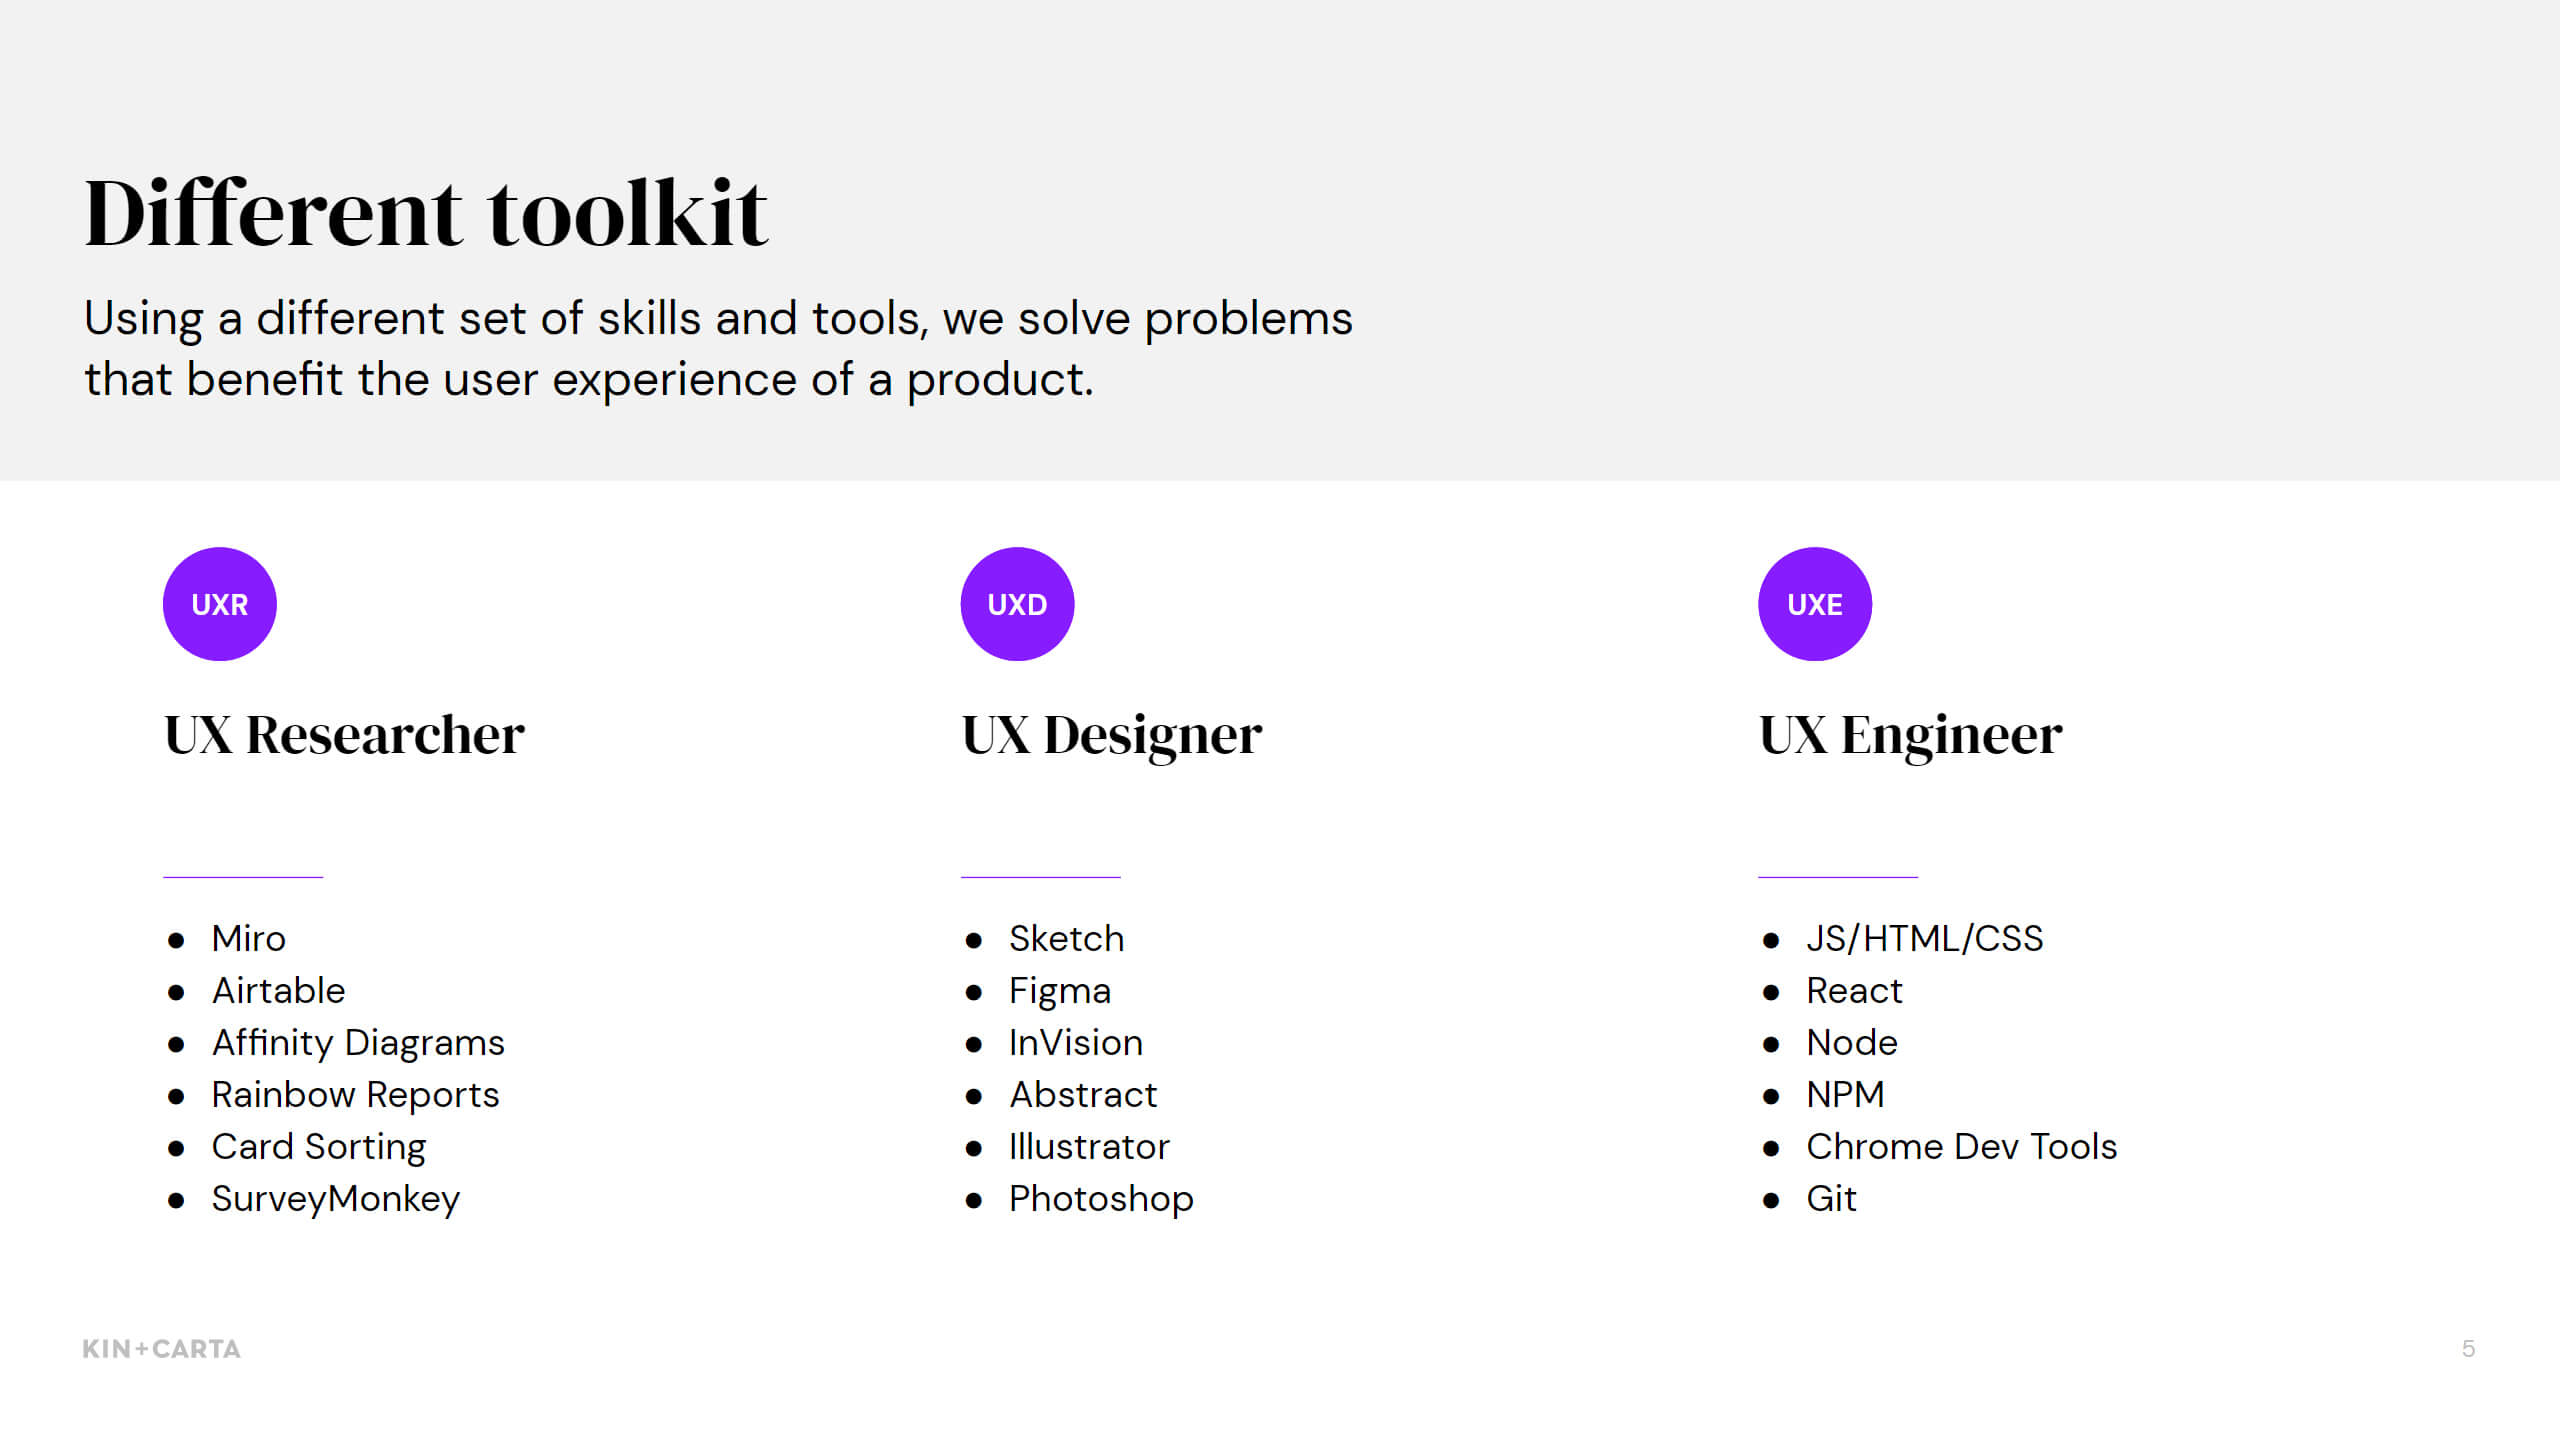 Different toolkit
Using a different set of skills and tools, we solve problems
that benefit the user experience of a product.
UXR
UX Researcher
● Miro
● Airtable
● Affinity Diagrams
● Rainbow Reports
● Card Sorting
● SurveyMonkey
UXD
UX Designer
● Sketch
● Figma
● InVision
● Abstract
● Illustrator
● Photoshop
UXE
UX Engineer
● JS/HTML/CSS
● React
● Node
● NPM
● Chrome Dev Tools
● Git
KIN+CARTA
5